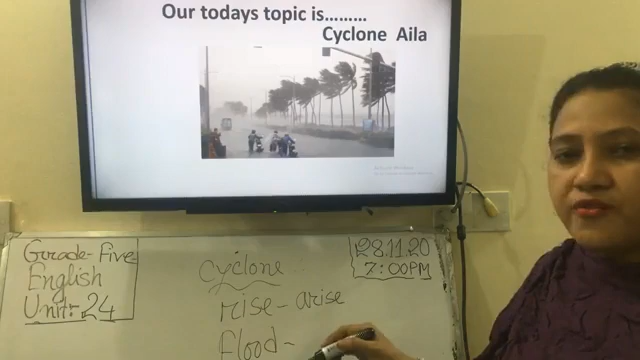 Our todays topic is.........
Cyclone Aila
Grade- Five
English
Unit: 24
Cyclone :
28.11.20
7:00PM
rise - arise
flood -